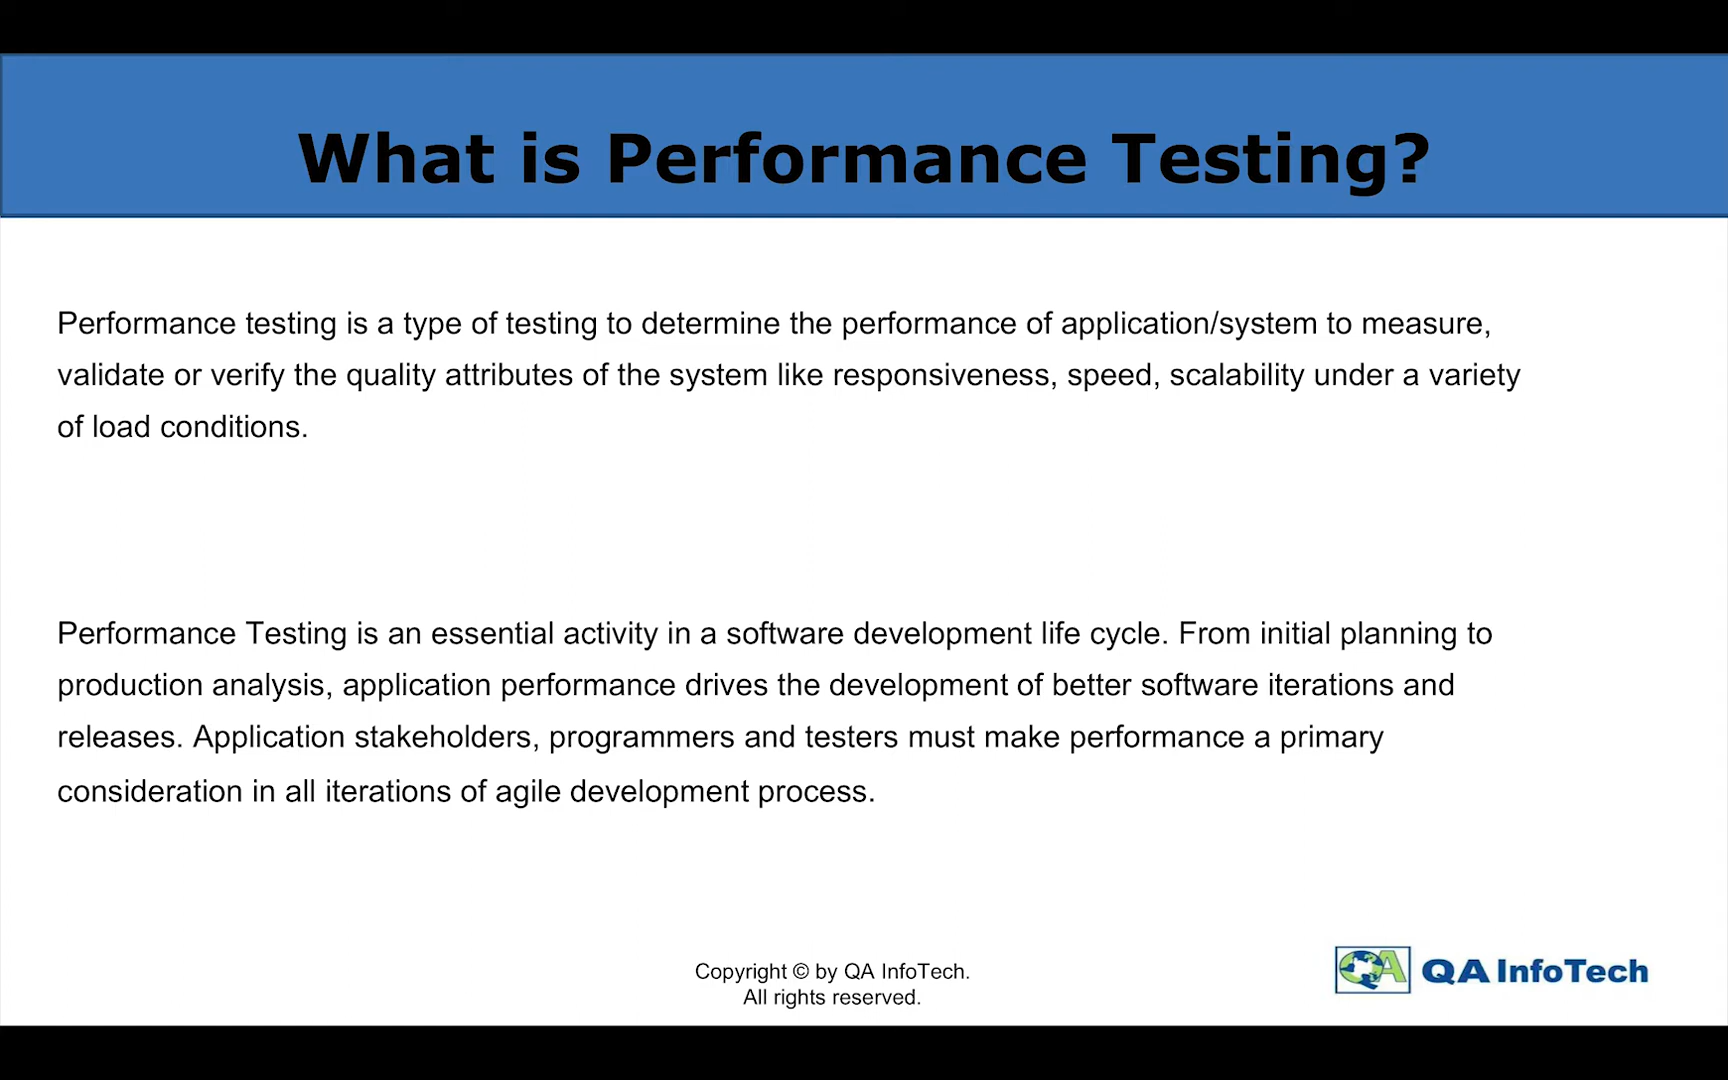 What is Performance Testing?
Performance testing is a type of testing to determine the performance of application/system to measure,
validate or verify the quality attributes of the system like responsiveness, speed, scalability under a variety
of load conditions.
Performance Testing is an essential activity in a software development life cycle. From initial planning to
production analysis, application performance drives the development of better software iterations and
releases. Application stakeholders, programmers and testers must make performance a primary
consideration in all iterations of agile development process.
Copyright © by QA InfoTech.
All rights reserved.
QA QA InfoTech